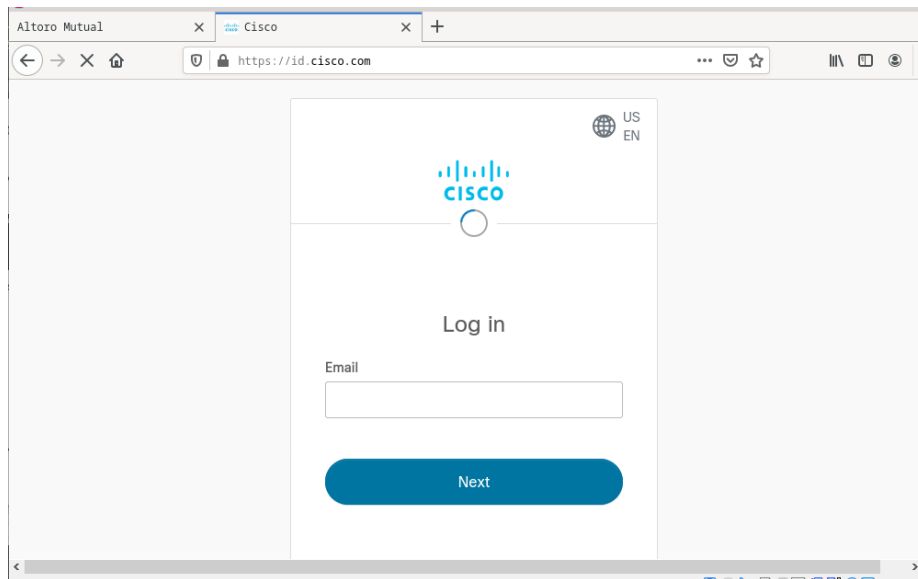 Altoro Mutual
Cisco
https://id.cisco.com
US
EN
CISCO
Log in
Email
Next